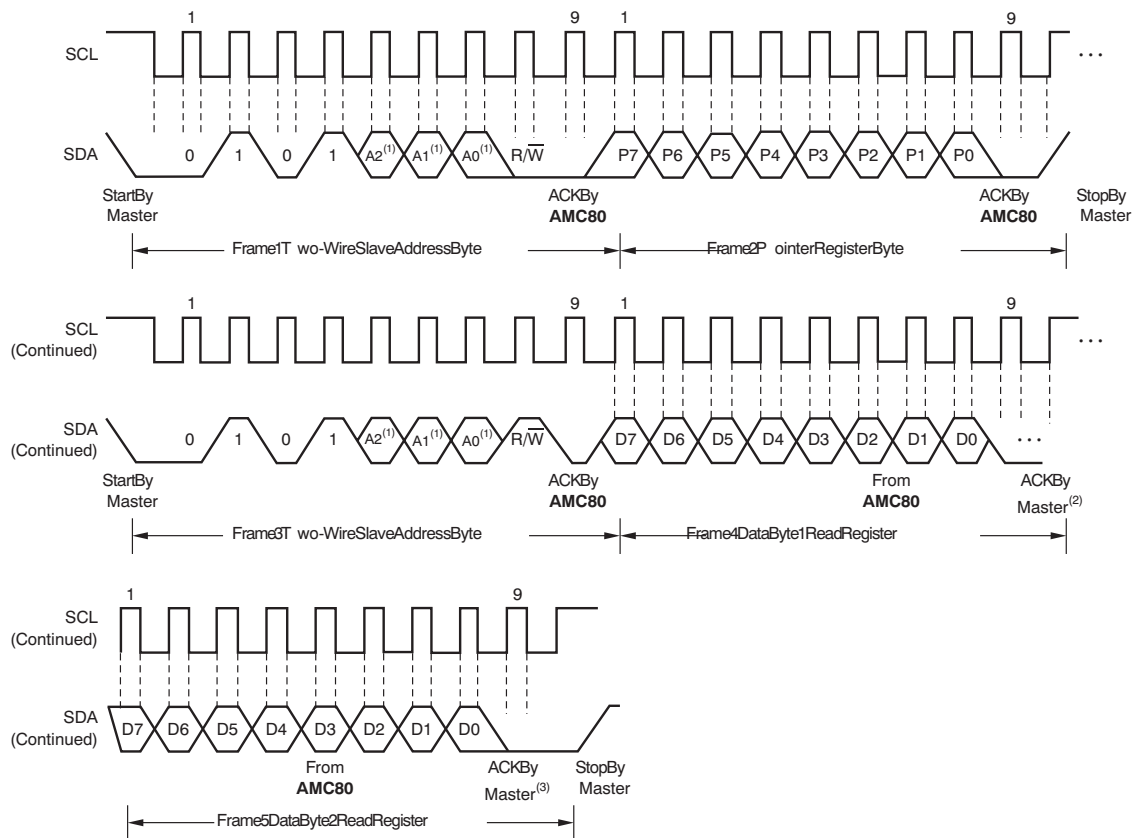 1 9 1 9
SCL ...
SDA 0 1 0 1 A2(1) A1(1) A0(1) R/W P7 P6 P5 P4 P3 P2 P1 P0
StartBy Master ACKBy AMC80 ACKBy AMC80 StopBy Master
Frame1T wo-WireSlaveAddressByte Frame2P ointerRegisterByte
1 9 1 9
SCL (Continued) ...
SDA (Continued) 0 1 0 1 A2(1) A1(1) A0(1) R/W D7 D6 D5 D4 D3 D2 D1 D0 ...
StartBy Master ACKBy AMC80 From AMC80 ACKBy Master(2)
Frame3T wo-WireSlaveAddressByte Frame4DataByte1ReadRegister
1 9
SCL (Continued)
SDA (Continued) D7 D6 D5 D4 D3 D2 D1 D0
From AMC80 ACKBy Master(3) StopBy Master
Frame5DataByte2ReadRegister